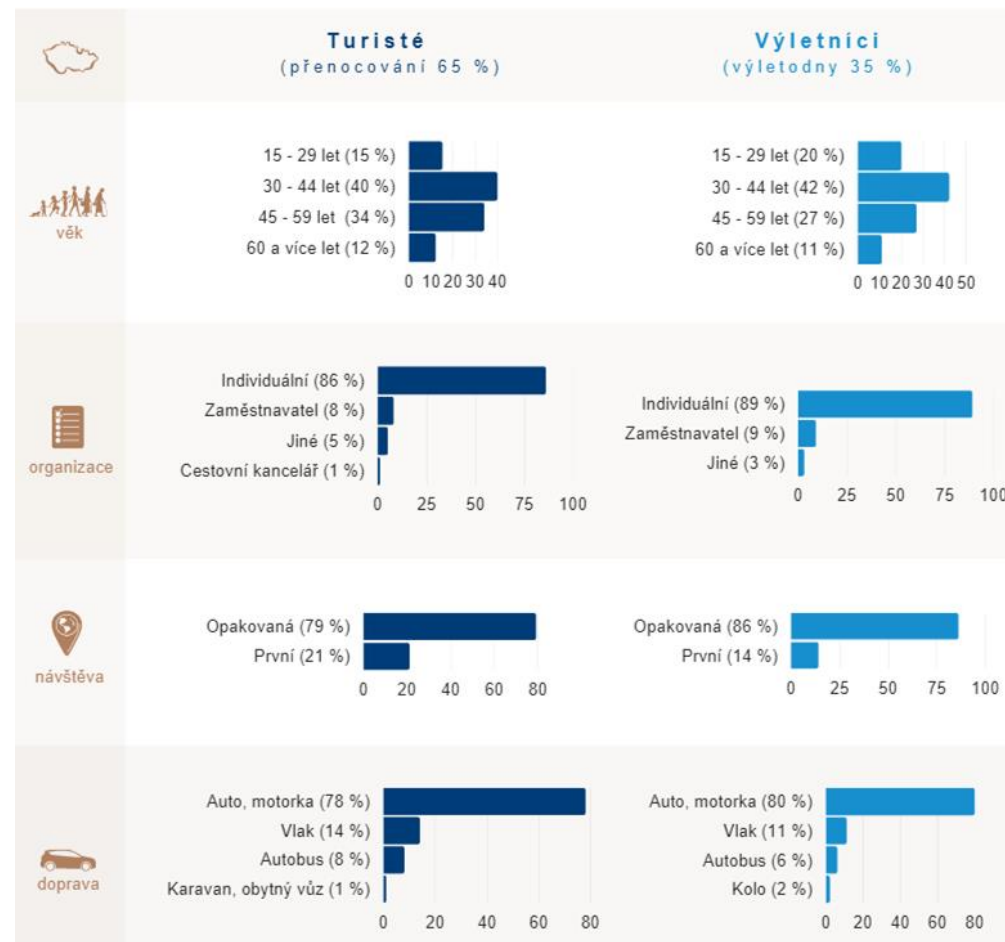 Turisté
(přenocování 65 %)
Výletníci
(výletodny 35 %)
věk
15 - 29 let (15 %)
30 - 44 let (40 %)
45 - 59 let (34 %)
60 a více let (12 %)
0 10 20 30 40
15 - 29 let (20 %)
30 - 44 let (42 %)
45 - 59 let (27 %)
60 a více let (11 %)
0 10 20 30 40 50
organizace
Individuální (86 %)
Zaměstnavatel (8 %)
Jiné (5 %)
Cestovní kancelář (1 %)
0 25 50 75 100
Individuální (89 %)
Zaměstnavatel (9 %)
Jiné (3 %)
0 25 50 75 100
návštěva
Opakovaná (79 %)
První (21 %)
0 20 40 60 80
Opakovaná (86 %)
První (14 %)
0 25 50 75 100
doprava
Auto, motorka (78 %)
Vlak (14 %)
Autobus (8 %)
Karavan, obytný vůz (1 %)
0 20 40 60 80
Auto, motorka (80 %)
Vlak (11 %)
Autobus (6 %)
Kolo (2 %)
0 20 40 60 80